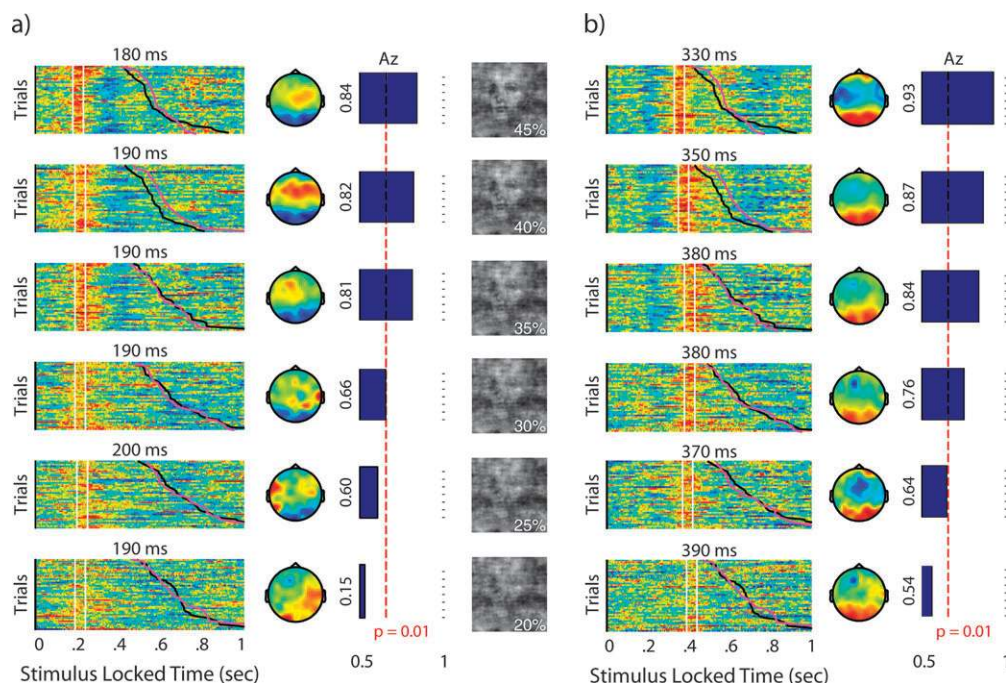 a)
180 ms
Az
Trials
0.84
45%
190 ms
Trials
0.82
40%
190 ms
Trials
0.81
35%
190 ms
Trials
0.66
30%
200 ms
Trials
0.60
25%
190 ms
Trials
0.15
20%
p = 0.01
0 .2 .4 .6 .8 1
0.5 1
Stimulus Locked Time (sec)
b)
330 ms
Az
Trials
0.93
350 ms
Trials
0.87
380 ms
Trials
0.84
380 ms
Trials
0.76
370 ms
Trials
0.64
390 ms
Trials
0.54
p = 0.01
0 .2 .4 .6 .8 1
0.5 1
Stimulus Locked Time (sec)